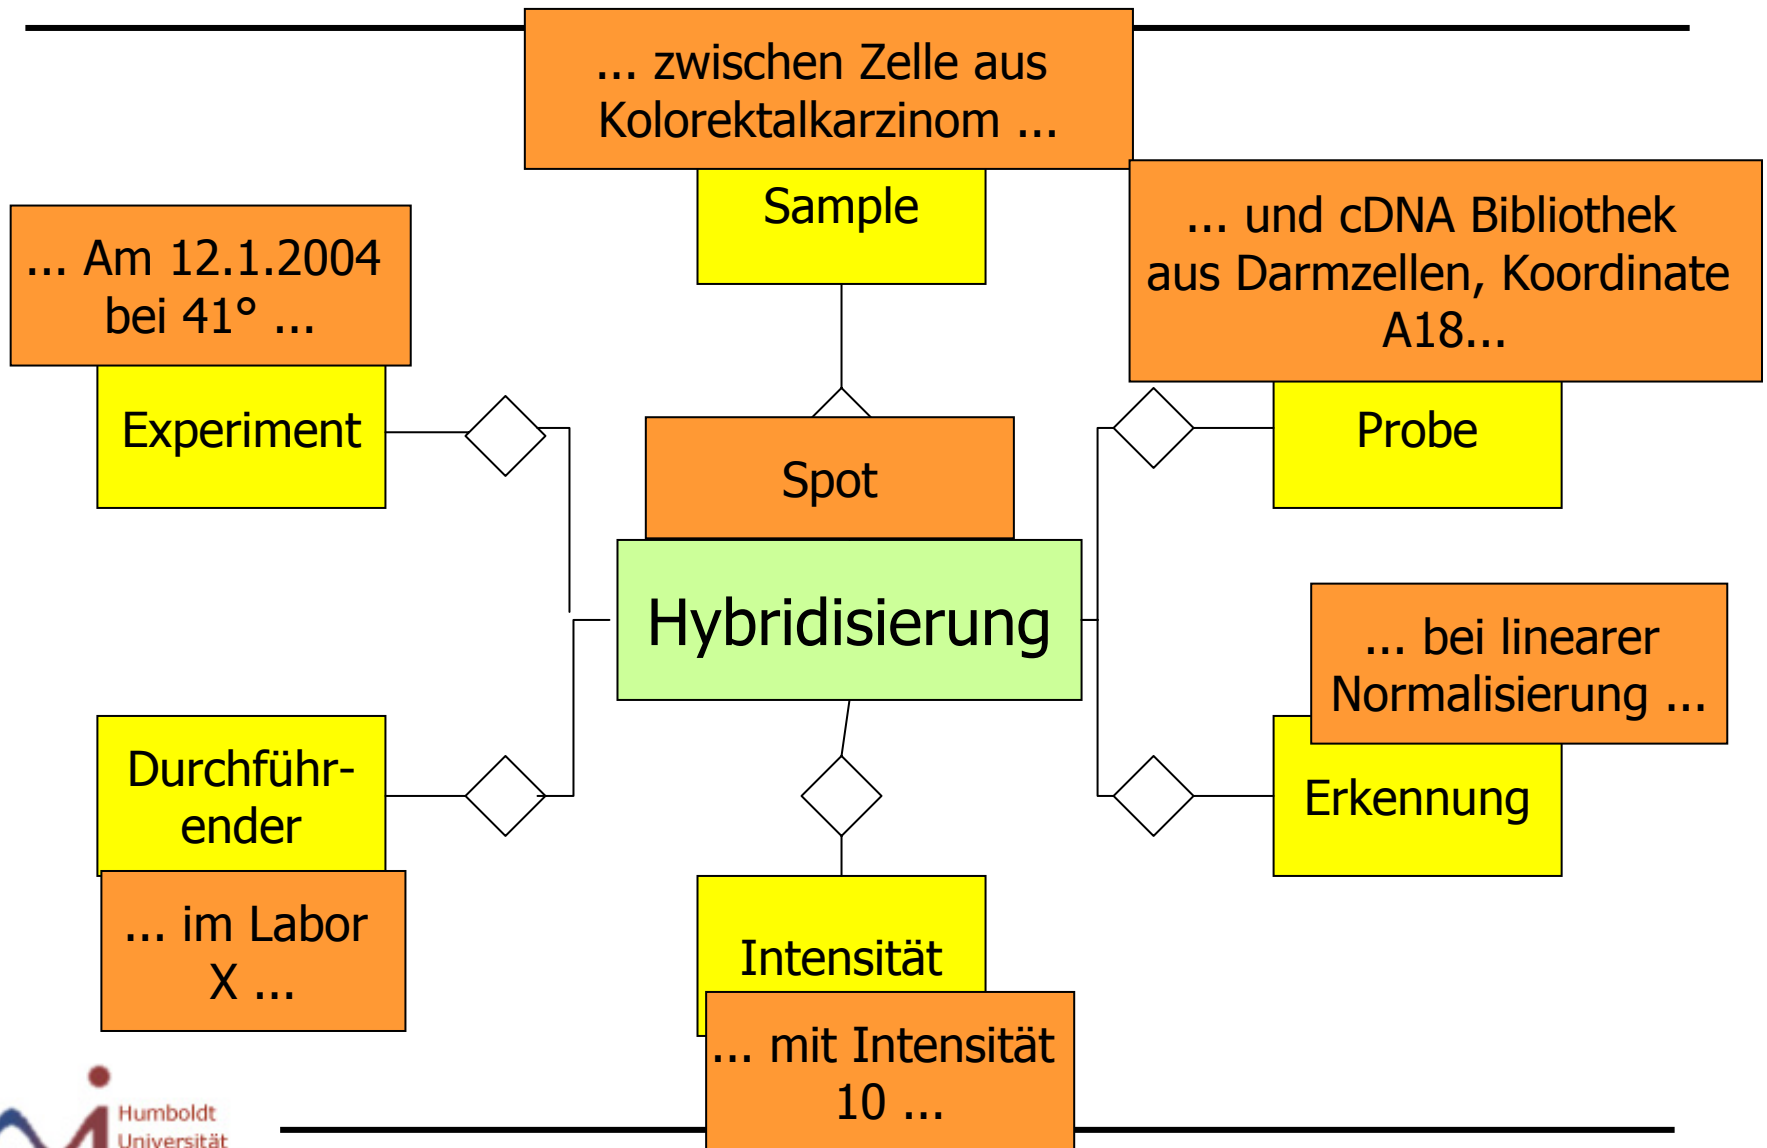 ... zwischen Zelle aus
Kolorektalkarzinom ...
Sample
... und cDNA Bibliothek
aus Darmzellen, Koordinate
A18...
Probe
... Am 12.1.2004
bei 41° ...
Experiment
Spot
Hybridisierung
... bei linearer
Normalisierung ...
Erkennung
Durchführ-
ender
... im Labor
X ...
Intensität
... mit Intensität
10 ...
Humboldt
Universität